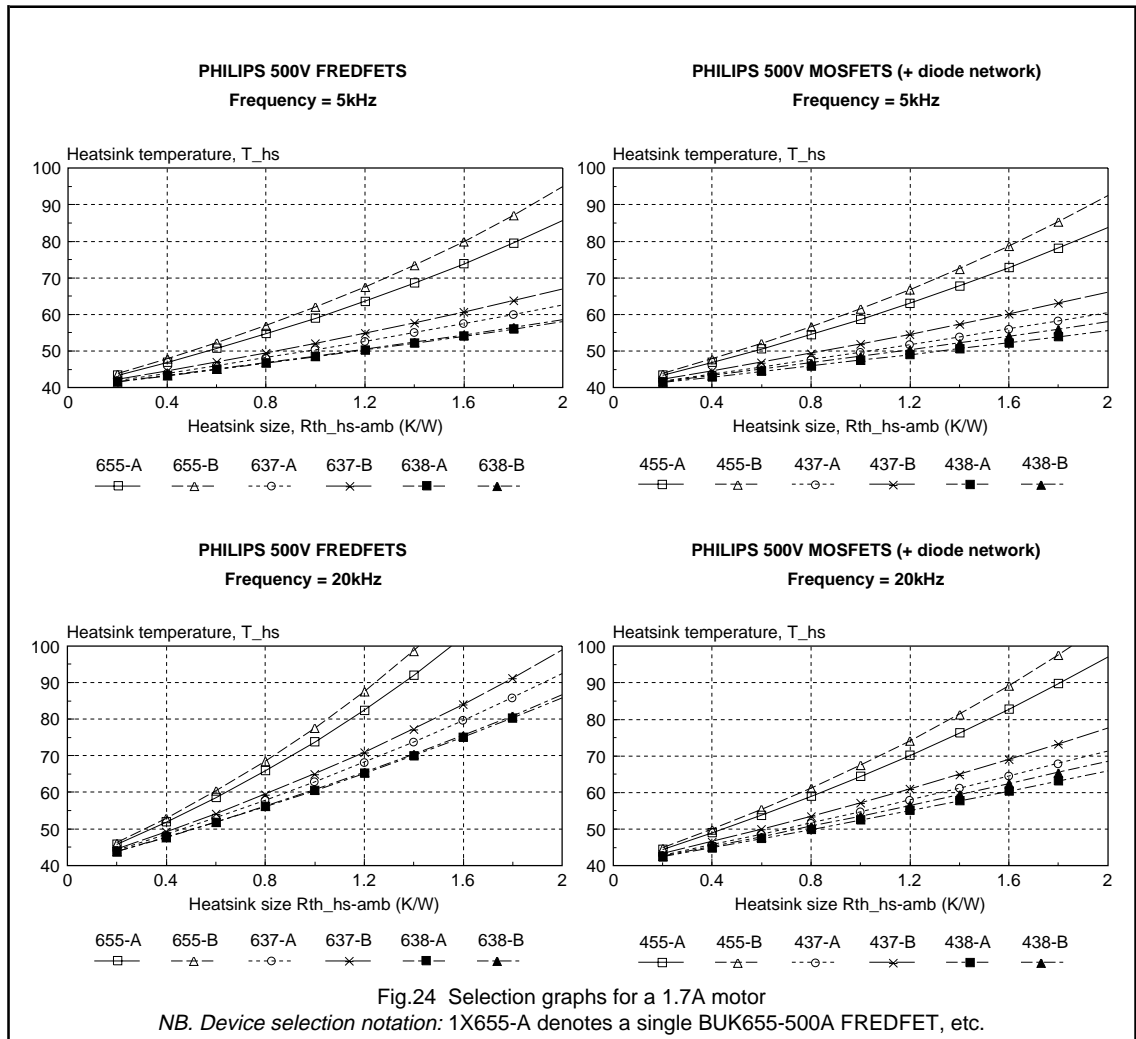 PHILIPS 500V FREDFETS
Frequency = 5kHz
Heatsink temperature, T_hs
100
90
80
70
60
50
40
0 0.4 0.8 1.2 1.6 2
Heatsink size, Rth_hs-amb (K/W)
655-A 655-B 637-A 637-B 638-A 638-B
PHILIPS 500V MOSFETS (+ diode network)
Frequency = 5kHz
Heatsink temperature, T_hs
100
90
80
70
60
50
40
0 0.4 0.8 1.2 1.6 2
Heatsink size, Rth_hs-amb (K/W)
455-A 455-B 437-A 437-B 438-A 438-B
PHILIPS 500V FREDFETS
Frequency = 20kHz
Heatsink temperature, T_hs
100
90
80
70
60
50
40
0 0.4 0.8 1.2 1.6 2
Heatsink size Rth_hs-amb (K/W)
655-A 655-B 637-A 637-B 638-A 638-B
PHILIPS 500V MOSFETS (+ diode network)
Frequency = 20kHz
Heatsink temperature, T_hs
100
90
80
70
60
50
40
0 0.4 0.8 1.2 1.6 2
Heatsink size Rth_hs-amb (K/W)
455-A 455-B 437-A 437-B 438-A 438-B
Fig.24 Selection graphs for a 1.7A motor
NB. Device selection notation: 1X655-A denotes a single BUK655-500A FREDFET, etc.